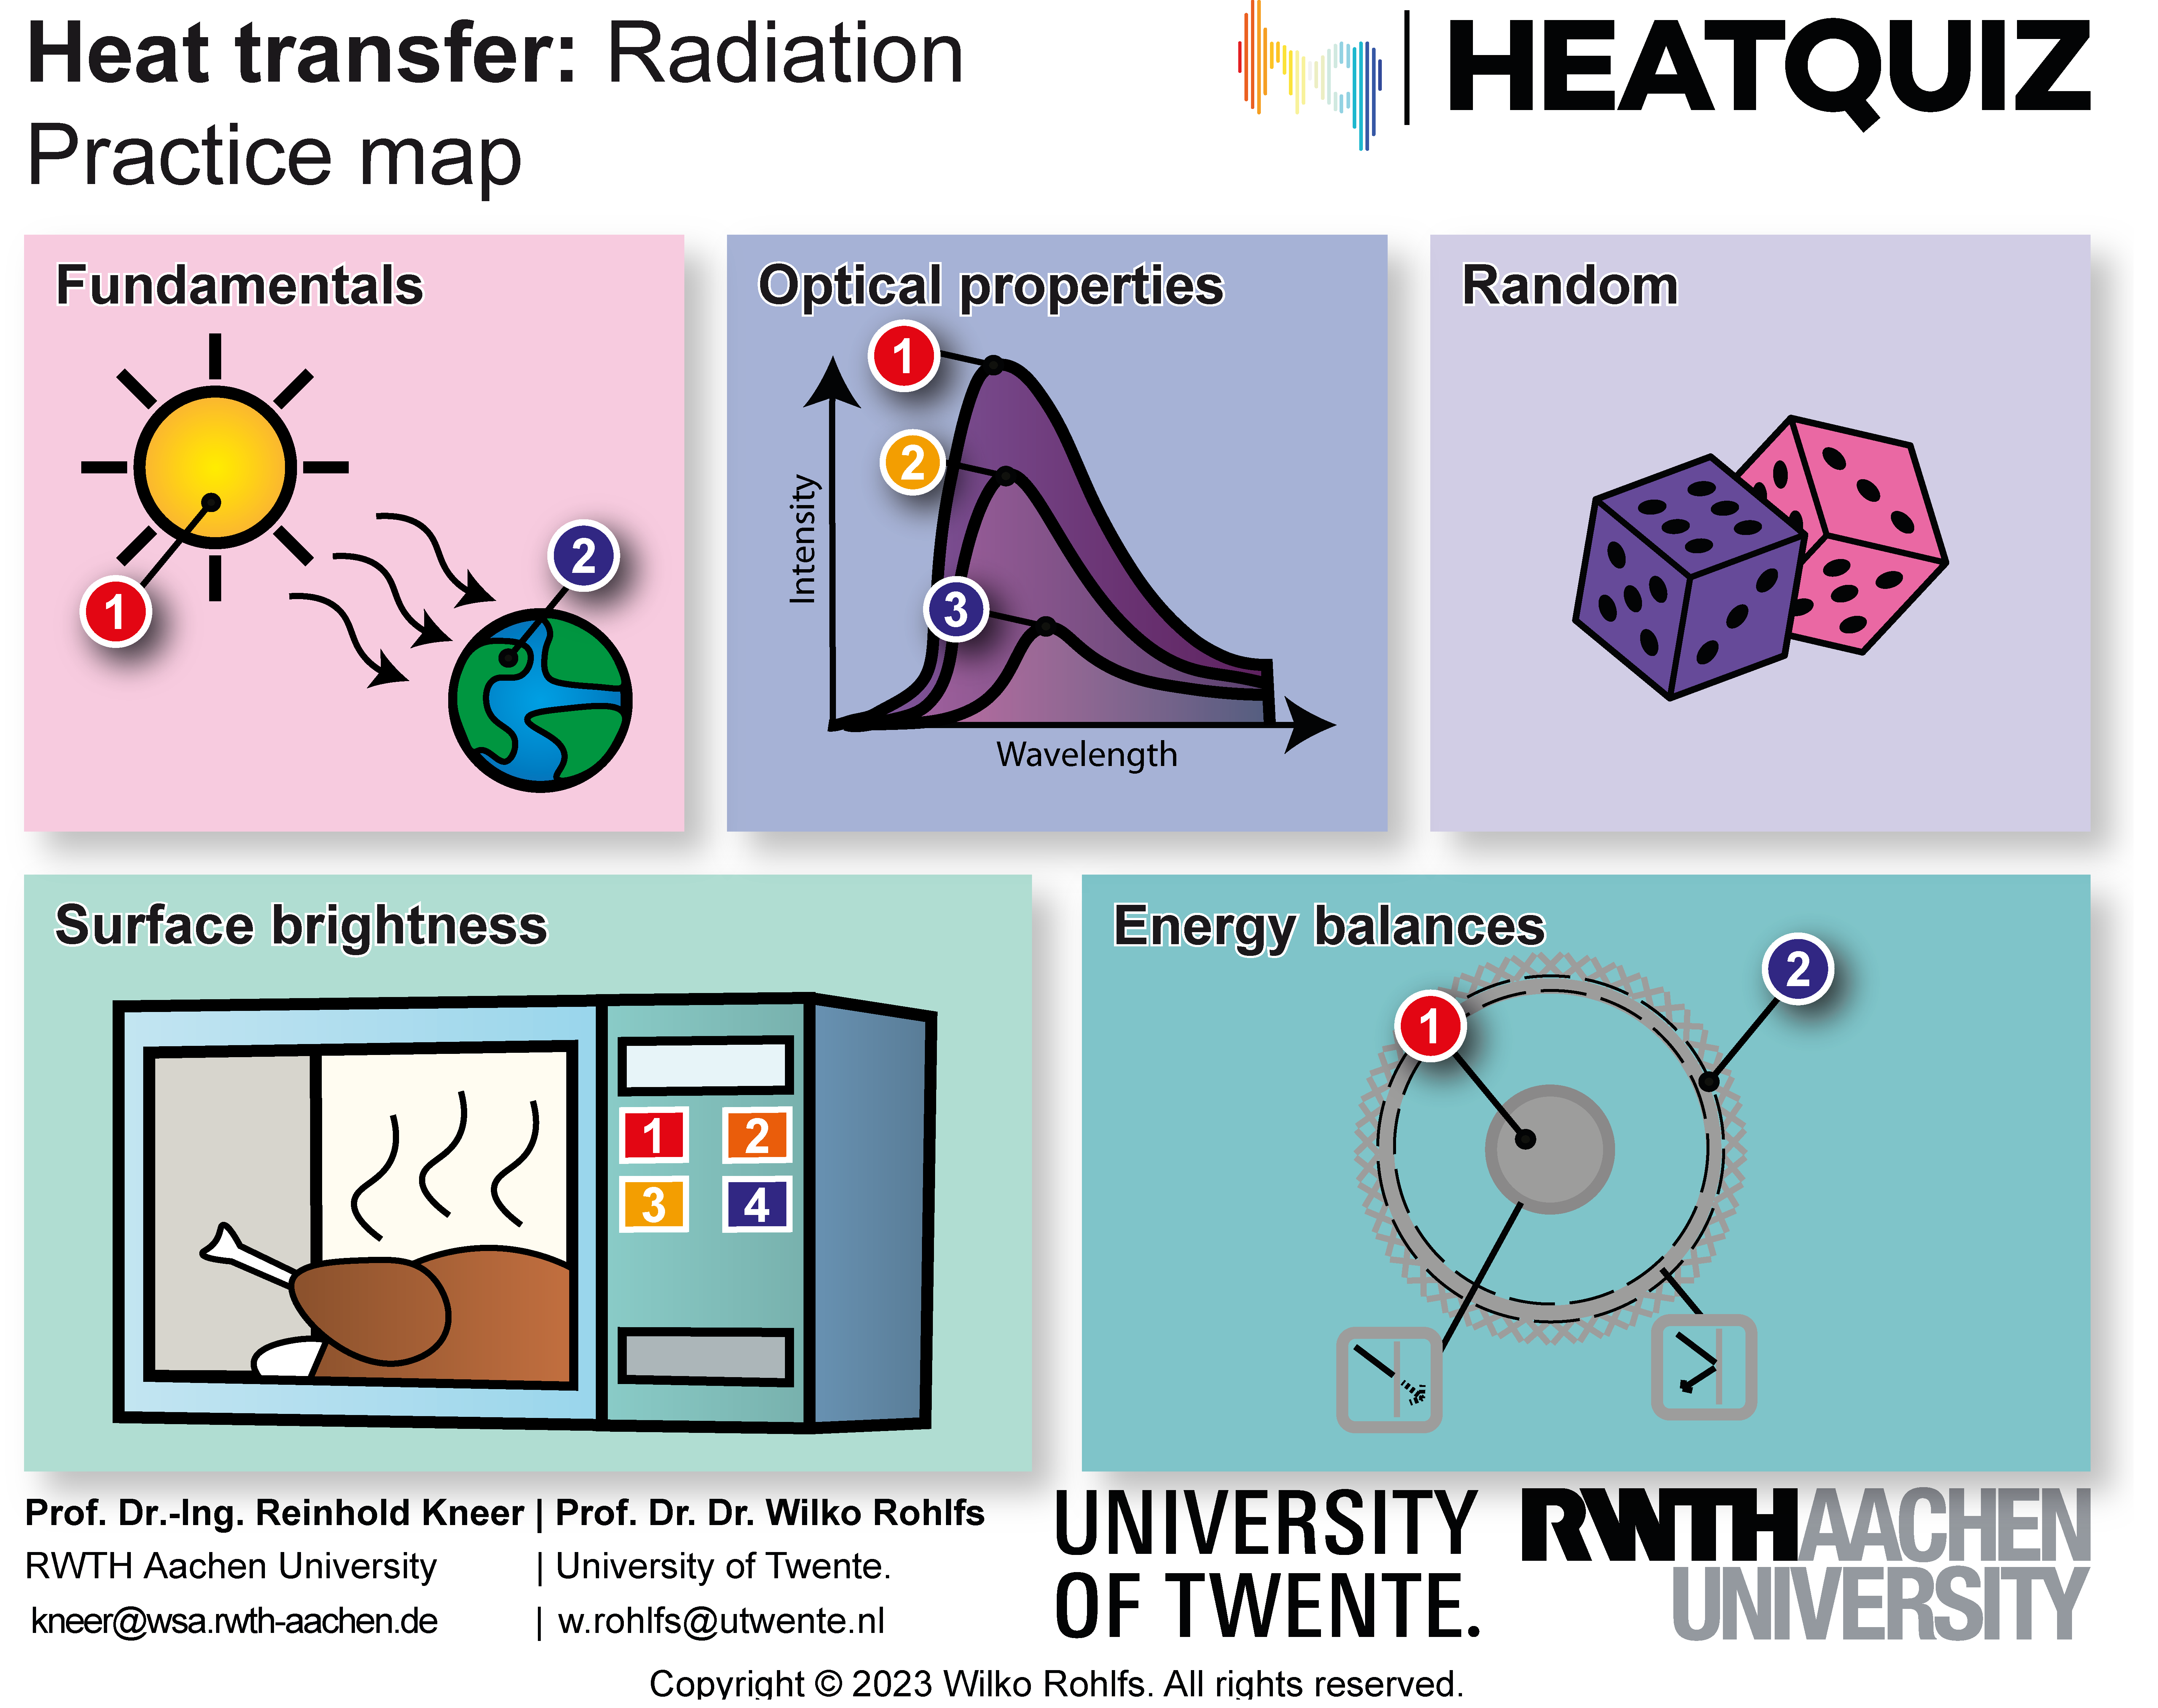 Heat transfer: Radiation
Practice map
HEATQUIZ
Fundamentals
1
2
Optical properties
1
2
3
Intensity
Wavelength
Random
Surface brightness
1 2
3 4
Energy balances
1
2
Prof. Dr.-Ing. Reinhold Kneer | Prof. Dr. Dr. Wilko Rohlfs
RWTH Aachen University | University of Twente.
kneer@wsa.rwth-aachen.de | w.rohlfs@utwente.nl
UNIVERSITY
OF TWENTE.
RWTHAACHEN
UNIVERSITY
Copyright © 2023 Wilko Rohlfs. All rights reserved.